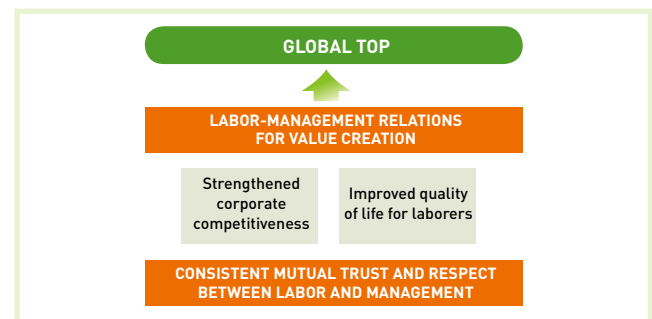 GLOBAL TOP
LABOR-MANAGEMENT RELATIONS
FOR VALUE CREATION
Strengthened
corporate
competitiveness
Improved quality
of life for laborers
CONSISTENT MUTUAL TRUST AND RESPECT
BETWEEN LABOR AND MANAGEMENT